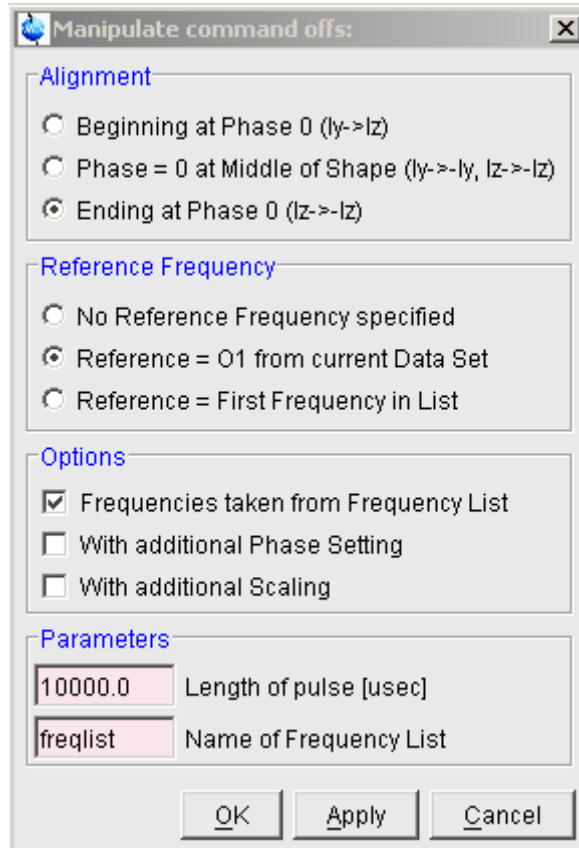 Manipulate command offs:
Alignment
Beginning at Phase 0 (Iy->Iz)
Phase = 0 at Middle of Shape (Iy->-Iy, Iz->-Iz)
Ending at Phase 0 (Iz->-Iz)
Reference Frequency
No Reference Frequency specified
Reference = O1 from current Data Set
Reference = First Frequency in List
Options
Frequencies taken from Frequency List
With additional Phase Setting
With additional Scaling
Parameters
10000.0 Length of pulse [usec]
freqlist Name of Frequency List
OK Apply Cancel